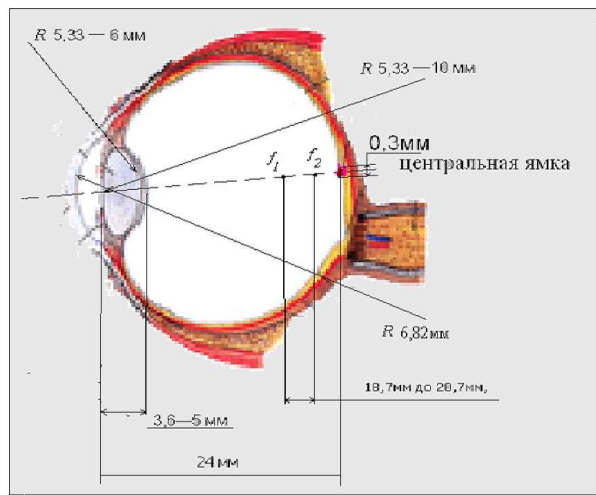 R 5,33 — 6 мм
R 5,33—10 мм
0,3мм
центральная ямка
f1
f2
R 6,82мм
18,7мм до 20,7мм,
3,6—5 мм
24 мм